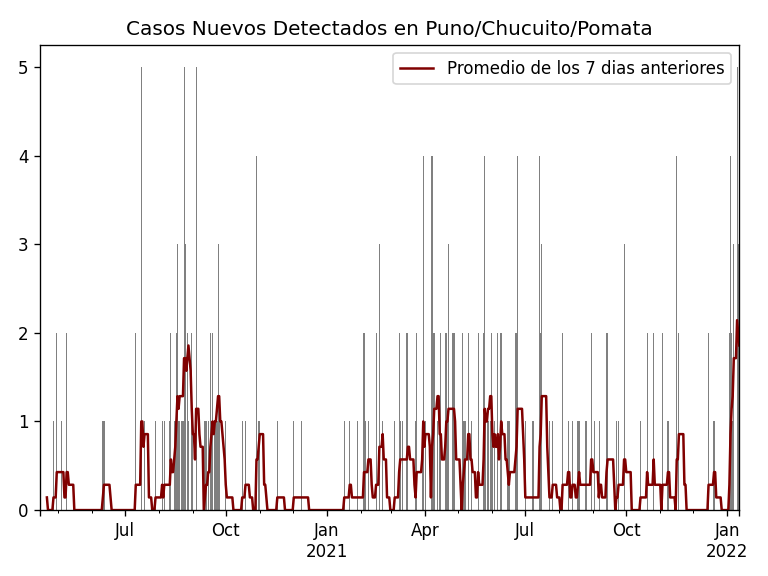 Casos Nuevos Detectados en Puno/Chucuito/Pomata
Promedio de los 7 dias anteriores
5
4
3
2
1
0
Jul Oct Jan Apr Jul Oct Jan
2021 2022